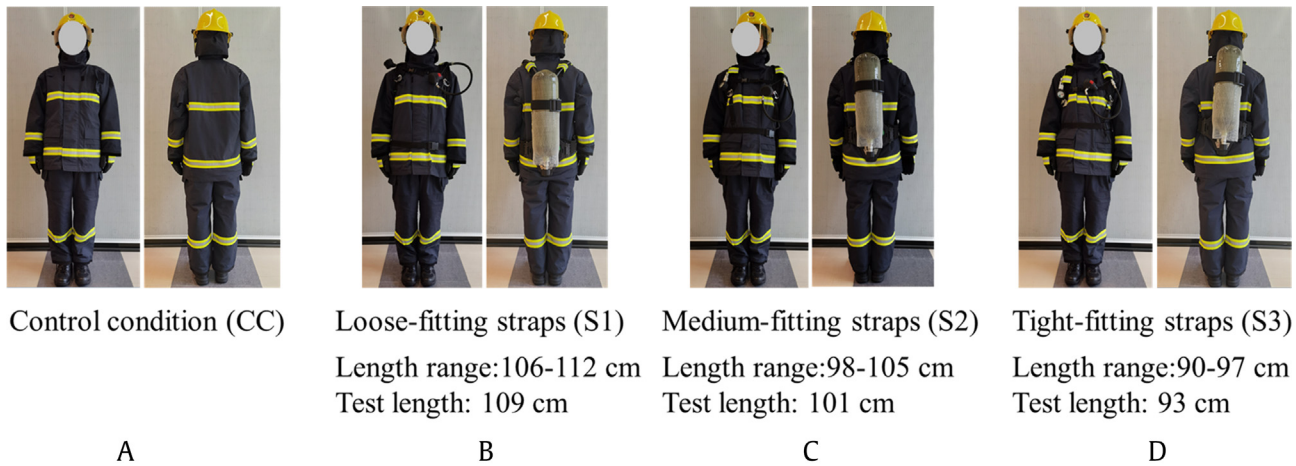 Control condition (CC)
Loose-fitting straps (S1)
Length range:106-112 cm
Test length: 109 cm
Medium-fitting straps (S2)
Length range:98-105 cm
Test length: 101 cm
Tight-fitting straps (S3)
Length range:90-97 cm
Test length: 93 cm
A
B
C
D